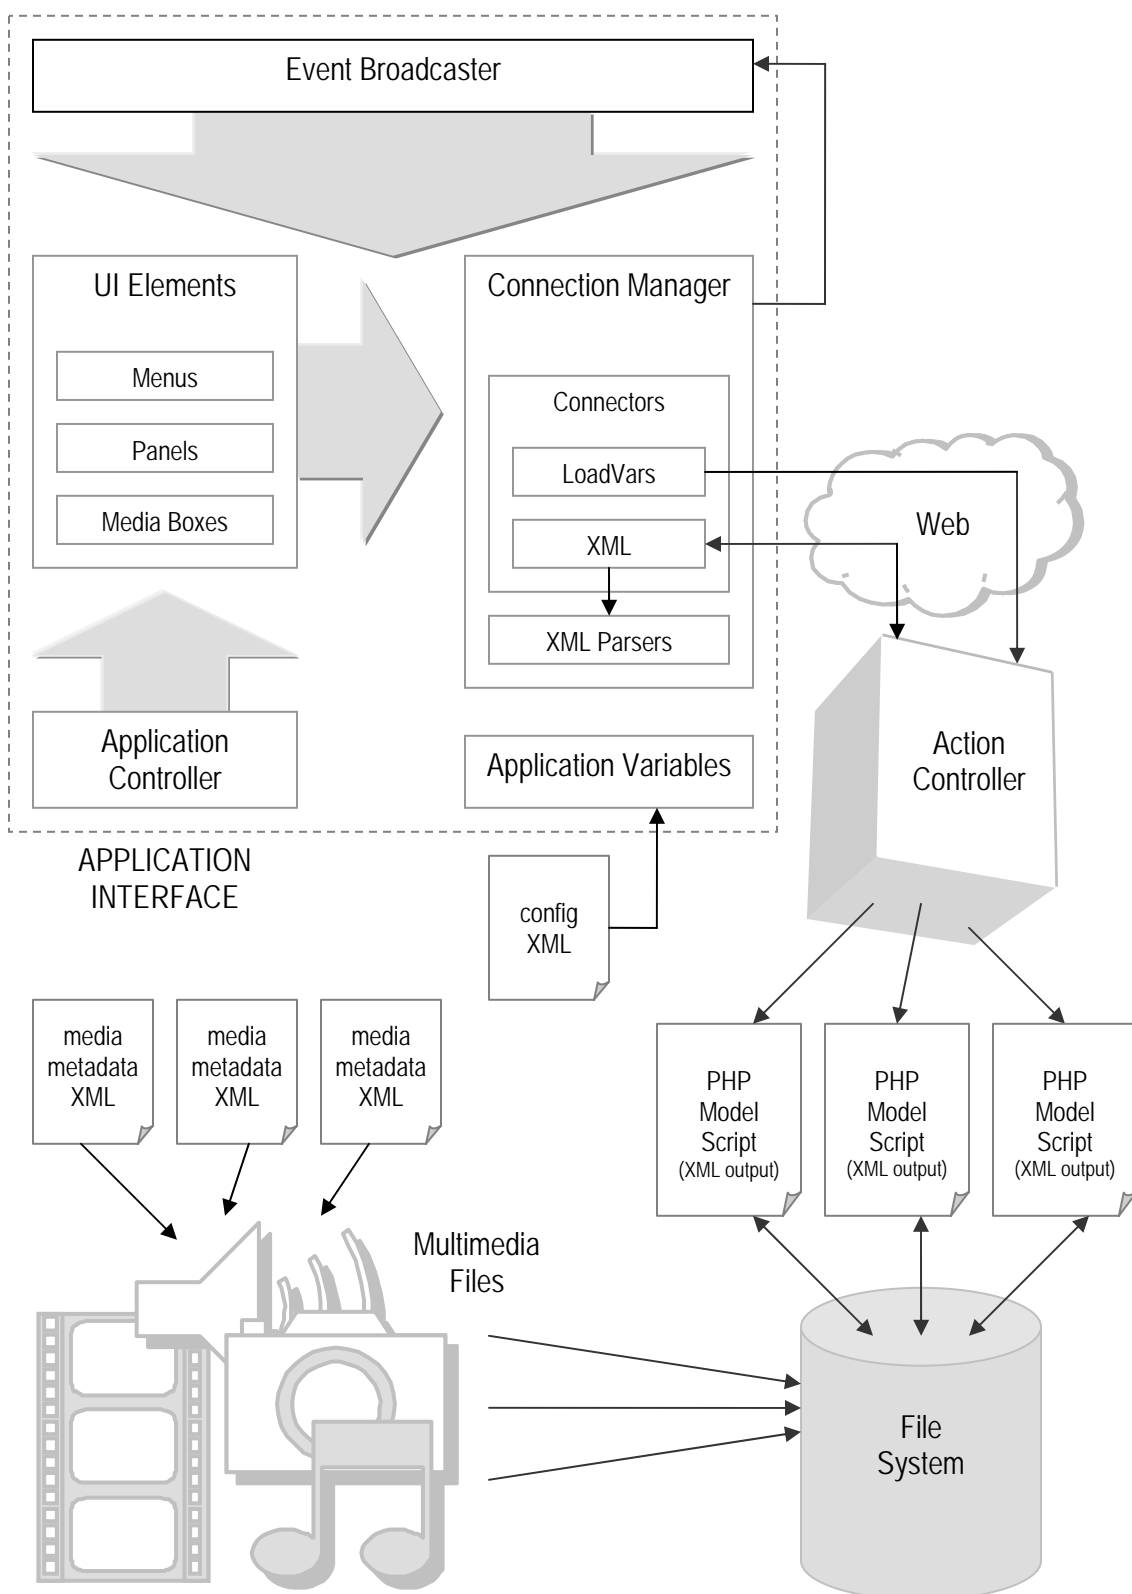 Event Broadcaster
UI Elements
Menus
Panels
Media Boxes
Connection Manager
Connectors
LoadVars
XML
XML Parsers
Web
Application
Controller
Application Variables
Action
Controller
APPLICATION
INTERFACE
config
XML
media
metadata
XML
media
metadata
XML
media
metadata
XML
PHP
Model
Script
(XML output)
PHP
Model
Script
(XML output)
PHP
Model
Script
(XML output)
Multimedia
Files
File
System